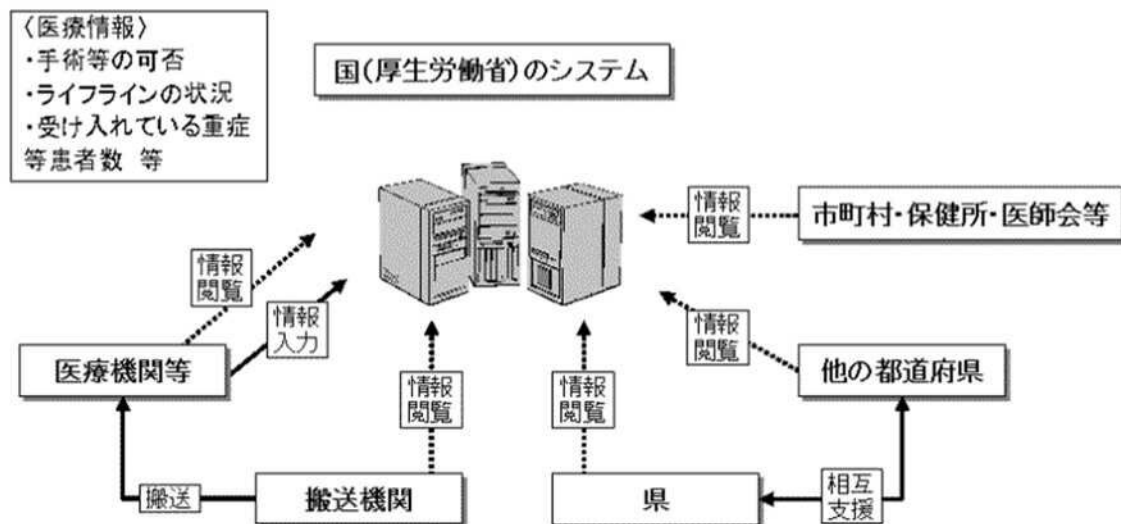 〈医療情報〉
・手術等の可否
・ライフラインの状況
・受け入れている重症
等患者数 等
国(厚生労働省)のシステム
情報
閲覧
市町村・保健所・医師会等
情報
閲覧
情報
入力
情報
閲覧
医療機関等
他の都道府県
情報
閲覧
情報
閲覧
搬送
搬送機関
県
相互
支援